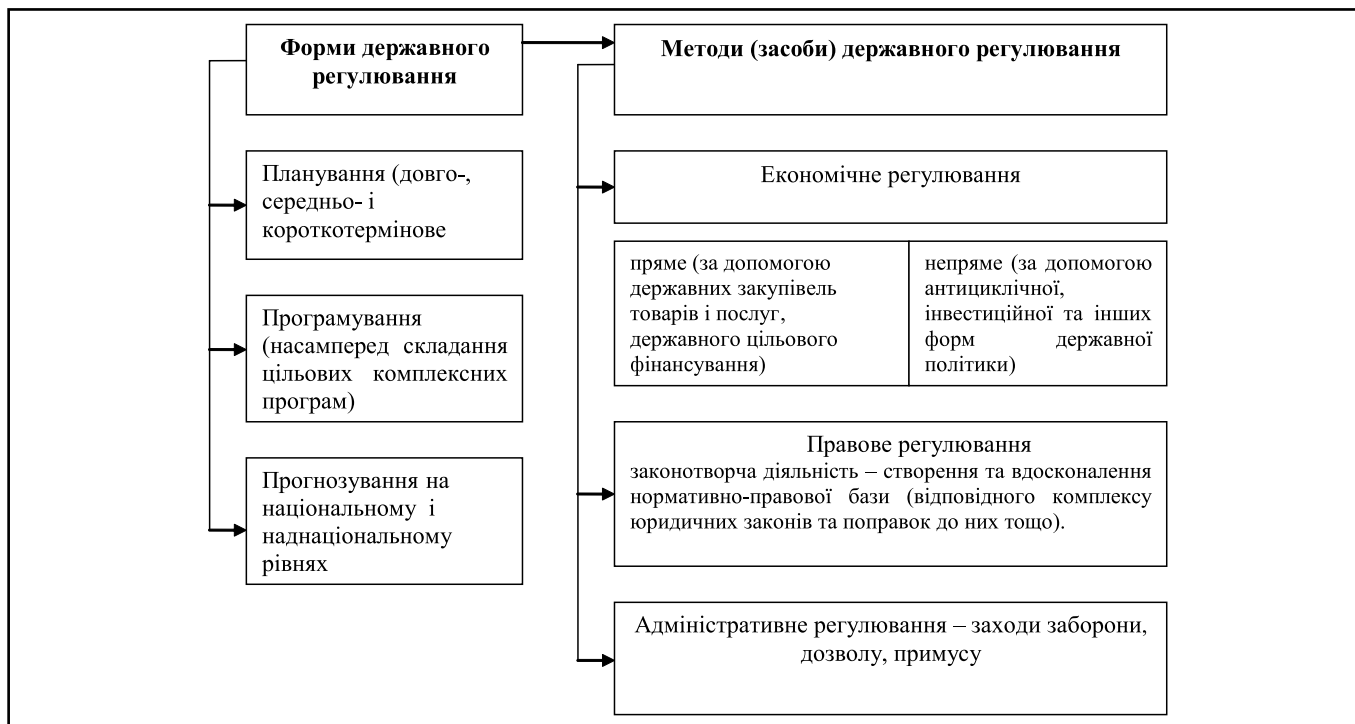 Форми державного
регулювання
Планування (довго-,
середньо- і
короткотермінове
Програмування
(насамперед складання
цільових комплексних
програм)
Прогнозування на
національному і
наднаціональному
рівнях
Методи (засоби) державного регулювання
Економічне регулювання
пряме (за допомогою
державних закупівель
товарів і послуг,
державного цільового
фінансування)
непряме (за допомогою
антициклічної,
інвестиційної та інших
форм державної
політики)
Правове регулювання
законотворча діяльність – створення та вдосконалення
нормативно-правової бази (відповідного комплексу
юридичних законів та поправок до них тощо).
Адміністративне регулювання – заходи заборони,
дозволу, примусу